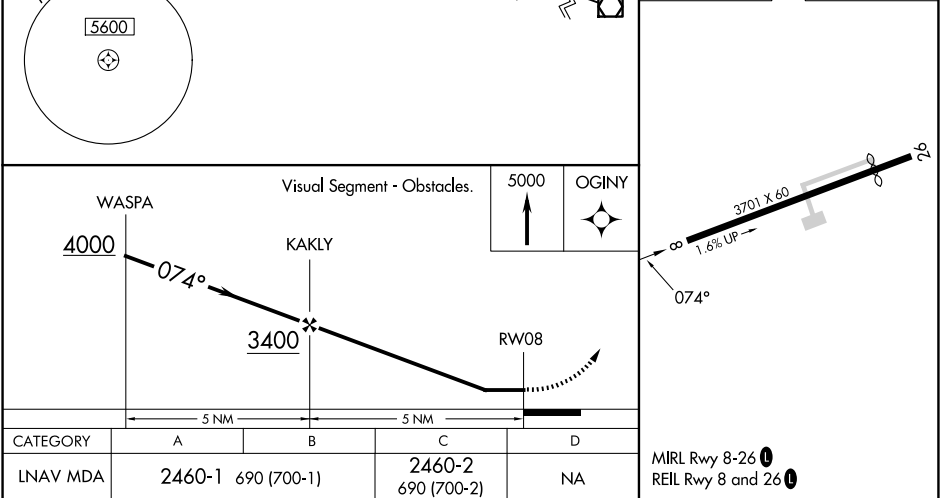 5600
Visual Segment - Obstacles.
5000
OGINY
WASPA
4000
074°
KAKLY
3400
RW08
5 NM
5 NM
CATEGORY A B C D
LNAV MDA 2460-1 690 (700-1) 2460-2 690 (700-2) NA
26
3701 X 60
8
1.6% UP
074°
MIRL Rwy 8-26 L
REIL Rwy 8 and 26 L